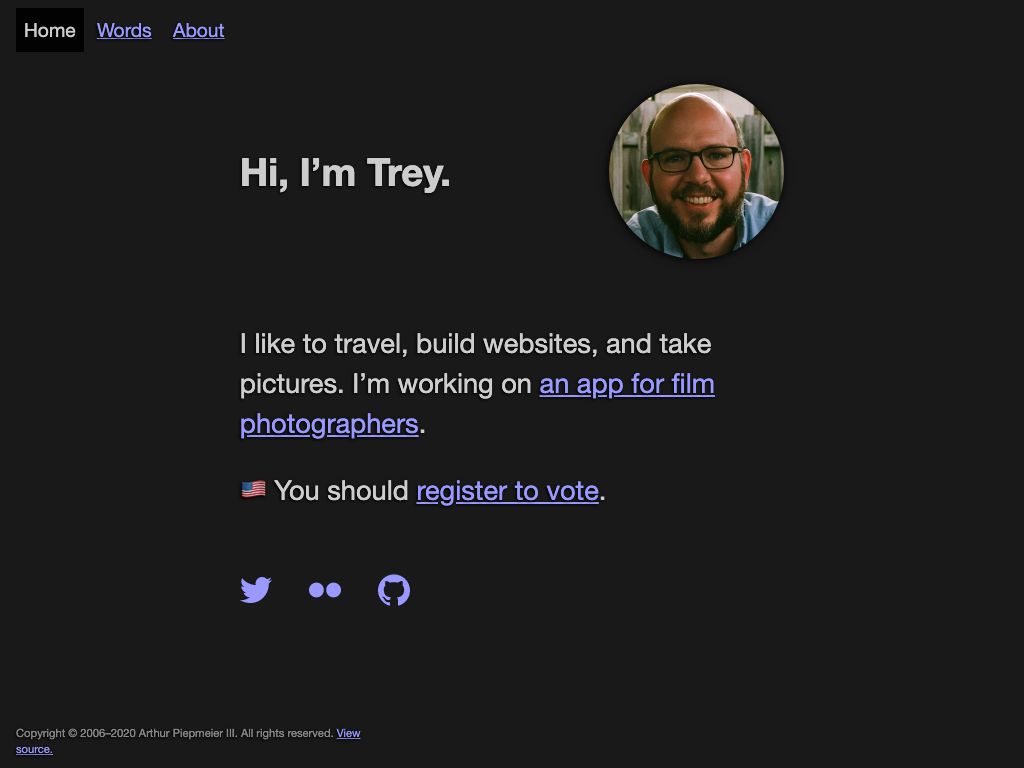 Home Words About
Hi, I’m Trey.
I like to travel, build websites, and take
pictures. I’m working on an app for film
photographers.
🇺🇸 You should register to vote.
Copyright © 2006–2020 Arthur Piepmeier III. All rights reserved. View
source.